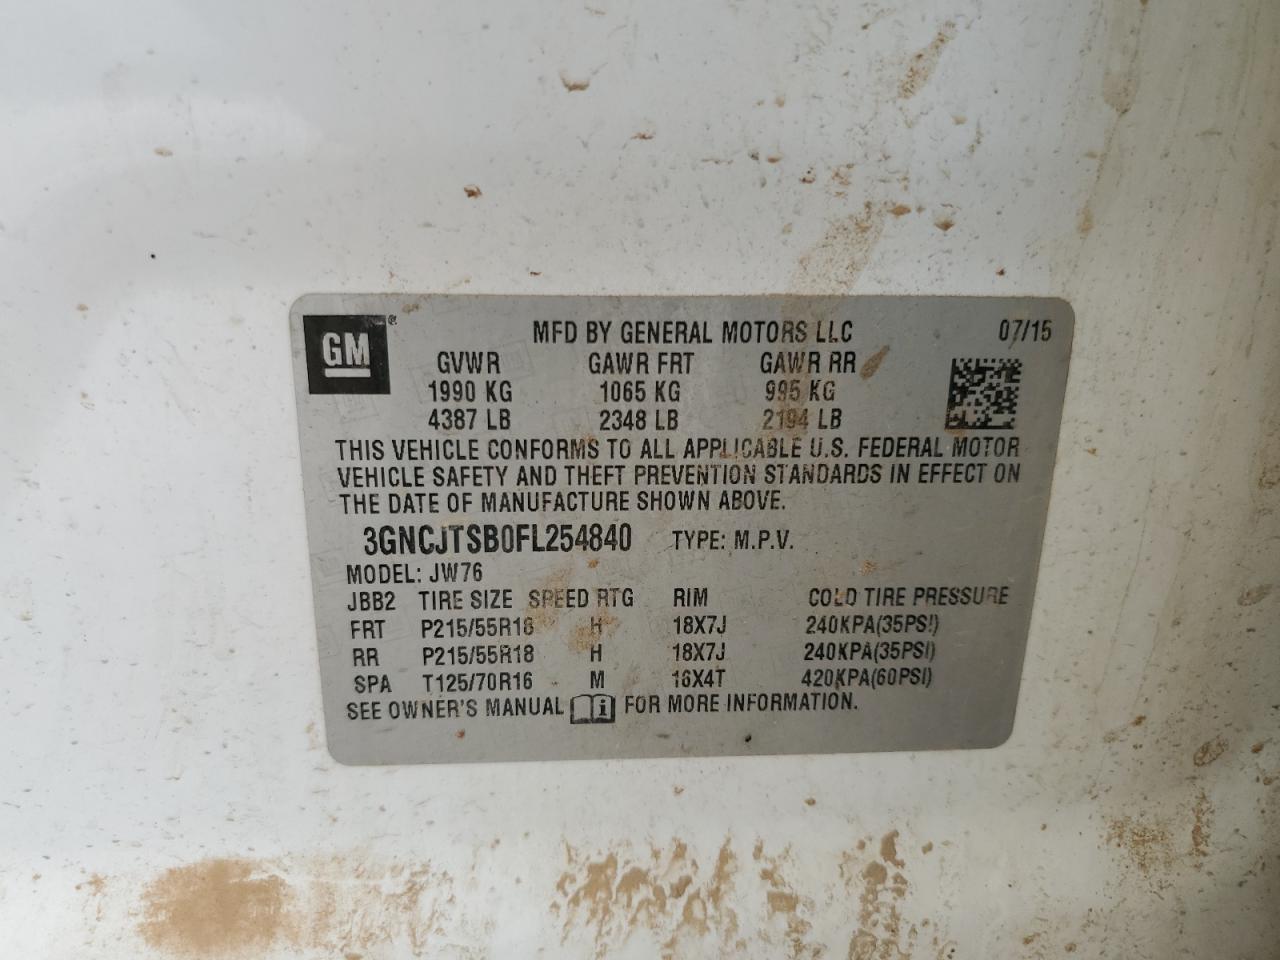 GM®
MFD BY GENERAL MOTORS LLC 07/15
GVWR GAWR FRT GAWR RR
1990 KG 1065 KG 995 KG
4387 LB 2348 LB 2194 LB
THIS VEHICLE CONFORMS TO ALL APPLICABLE U.S. FEDERAL MOTOR
VEHICLE SAFETY AND THEFT PREVENTION STANDARDS IN EFFECT ON
THE DATE OF MANUFACTURE SHOWN ABOVE.
3GNCJTSB0FL254840 TYPE: M.P.V.
MODEL: JW76
JBB2 TIRE SIZE SPEED RTG RIM COLD TIRE PRESSURE
FRT P215/55R18 H 18X7J 240KPA(35PSI)
RR P215/55R18 H 18X7J 240KPA(35PSI)
SPA T125/70R16 M 16X4T 420KPA(60PSI)
SEE OWNER'S MANUAL FOR MORE INFORMATION.